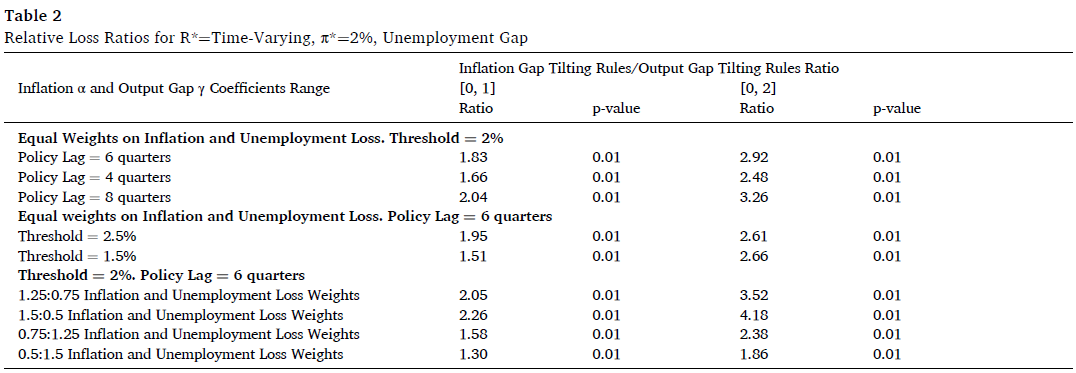 Table 2
Relative Loss Ratios for R*=Time-Varying, π*=2%, Unemployment Gap
Inflation Gap Tilting Rules/Output Gap Tilting Rules Ratio
Inflation α and Output Gap γ Coefficients Range [0, 1] [0, 2]
Ratio p-value Ratio p-value
Equal Weights on Inflation and Unemployment Loss. Threshold = 2%
Policy Lag = 6 quarters 1.83 0.01 2.92 0.01
Policy Lag = 4 quarters 1.66 0.01 2.48 0.01
Policy Lag = 8 quarters 2.04 0.01 3.26 0.01
Equal weights on Inflation and Unemployment Loss. Policy Lag = 6 quarters
Threshold = 2.5% 1.95 0.01 2.61 0.01
Threshold = 1.5% 1.51 0.01 2.66 0.01
Threshold = 2%. Policy Lag = 6 quarters
1.25:0.75 Inflation and Unemployment Loss Weights 2.05 0.01 3.52 0.01
1.5:0.5 Inflation and Unemployment Loss Weights 2.26 0.01 4.18 0.01
0.75:1.25 Inflation and Unemployment Loss Weights 1.58 0.01 2.38 0.01
0.5:1.5 Inflation and Unemployment Loss Weights 1.30 0.01 1.86 0.01